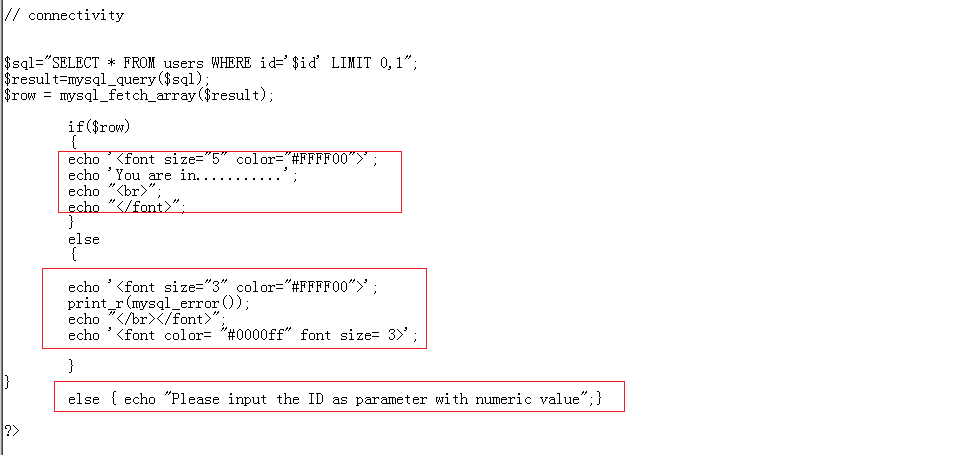 // connectivity
$sql="SELECT * FROM users WHERE id='$id' LIMIT 0,1";
$result=mysql_query($sql);
$row = mysql_fetch_array($result);
if($row)
{
echo '<font size="5" color="#FFFF00">';
echo 'You are in...........';
echo "<br>";
echo "</font>";
}
else
{
echo '<font size="3" color="#FFFF00">';
print_r(mysql_error());
echo "</br></font>";
echo '<font color= "#0000ff" font size= 3>';
}
}
else { echo "Please input the ID as parameter with numeric value";}
?>